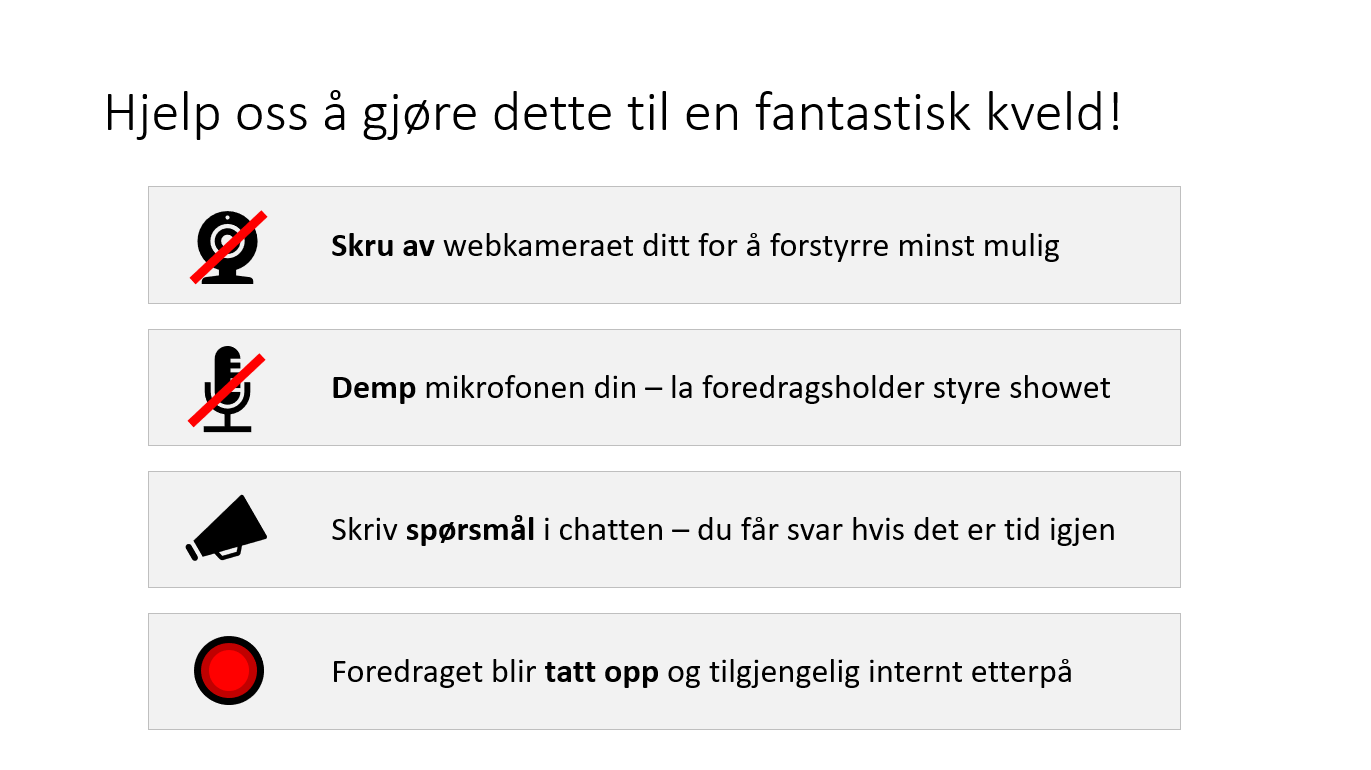 Hjelp oss å gjøre dette til en fantastisk kveld!
Skru av webkameraet ditt for å forstyrre minst mulig
Demp mikrofonen din – la foredragsholder styre showet
Skriv spørsmål i chatten – du får svar hvis det er tid igjen
Foredraget blir tatt opp og tilgjengelig internt etterpå